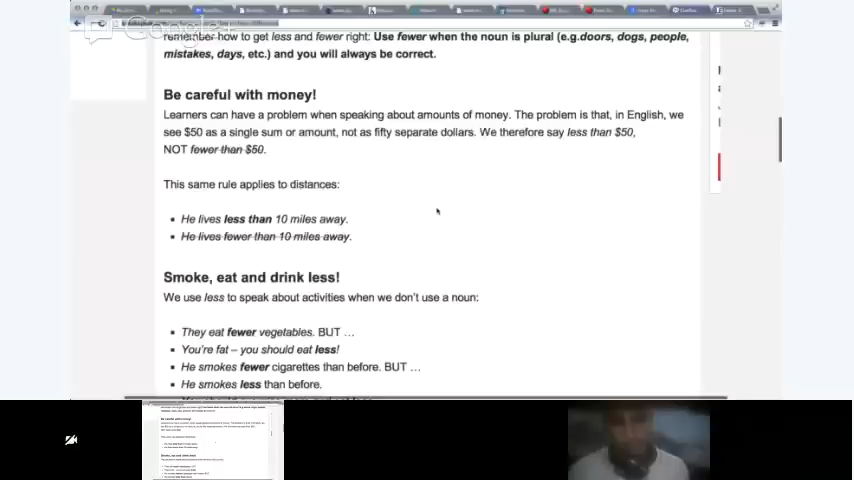 Google+
remember how to get less and fewer right: Use fewer when the noun is plural (e.g.doors, dogs, people,
mistakes, days, etc.) and you will always be correct.
Be careful with money!
Learners can have a problem when speaking about amounts of money. The problem is that, in English, we
see $50 as a single sum or amount, not as fifty separate dollars. We therefore say less than $50,
NOT fewer than $50.
This same rule applies to distances:
He lives less than 10 miles away.
He lives fewer than 10 miles away.
Smoke, eat and drink less!
We use less to speak about activities when we don't use a noun:
They eat fewer vegetables. BUT …
You're fat – you should eat less!
He smokes fewer cigarettes than before. BUT …
He smokes less than before.